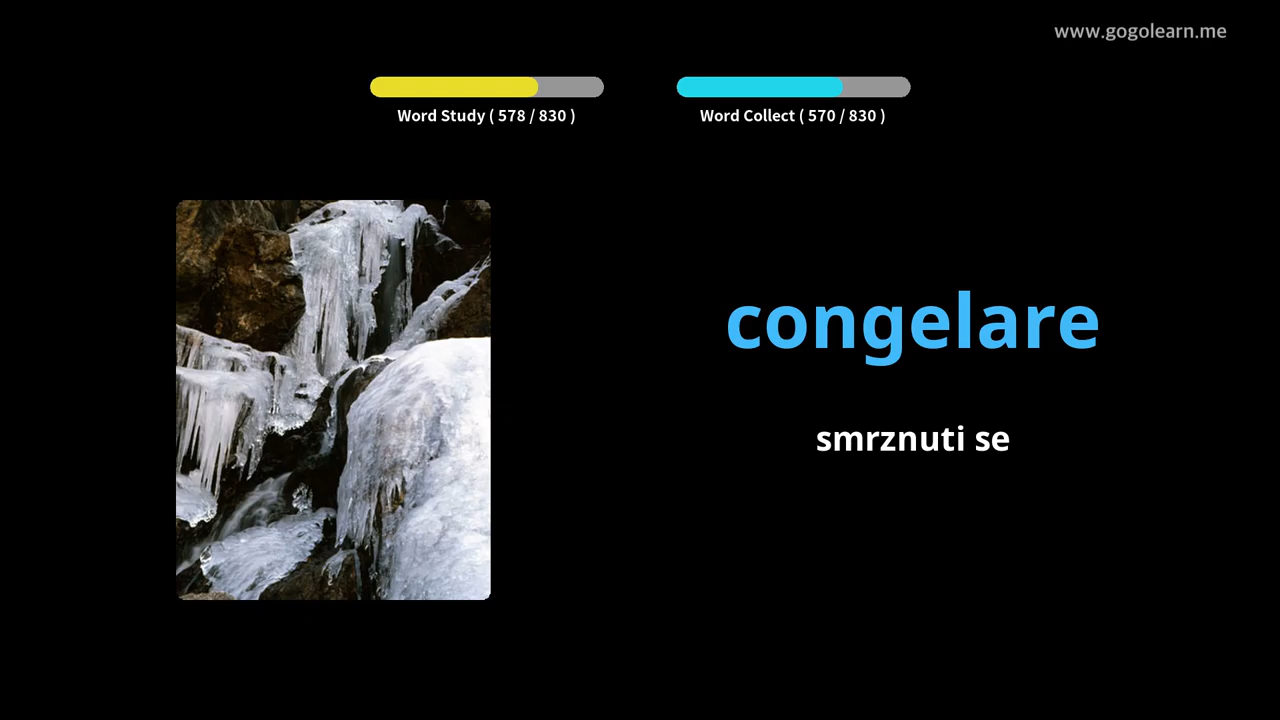 www.gogolearn.me
Word Study ( 578 / 830 )
Word Collect ( 570 / 830 )
congelare
smrznuti se